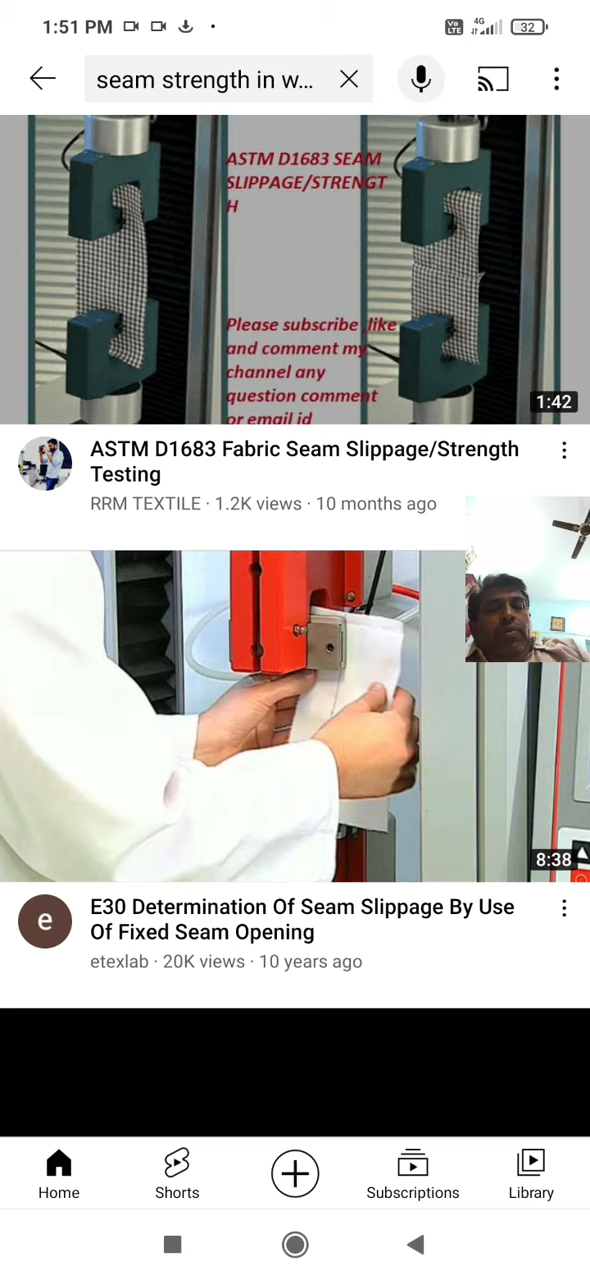 1:51 PM
Vo
LTE
4G
32
seam strength in w...
ASTM D1683 SEAM
SLIPPAGE/STRENGT
H
Please subscribe ,like
and comment my
channel any
question comment
or email id
1:42
ASTM D1683 Fabric Seam Slippage/Strength
Testing
RRM TEXTILE · 1.2K views · 10 months ago
8:38
e
E30 Determination Of Seam Slippage By Use
Of Fixed Seam Opening
etexlab · 20K views · 10 years ago
Home
Shorts
Subscriptions
Library